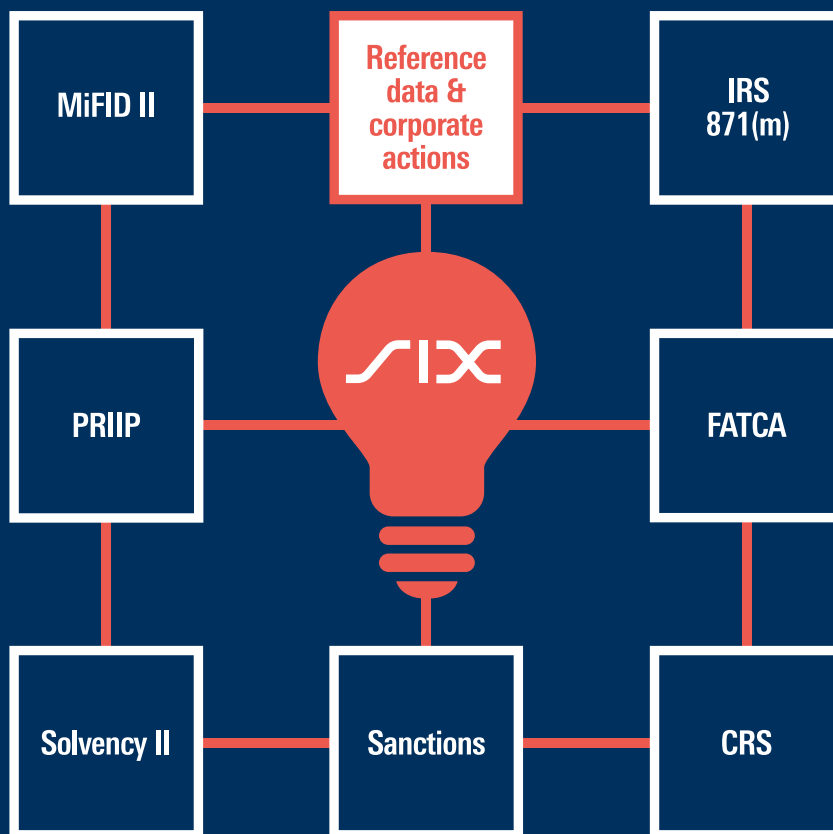 MiFID II
Reference
data &
corporate
actions
IRS
871(m)
SIX
PRIIP
FATCA
Solvency II
Sanctions
CRS